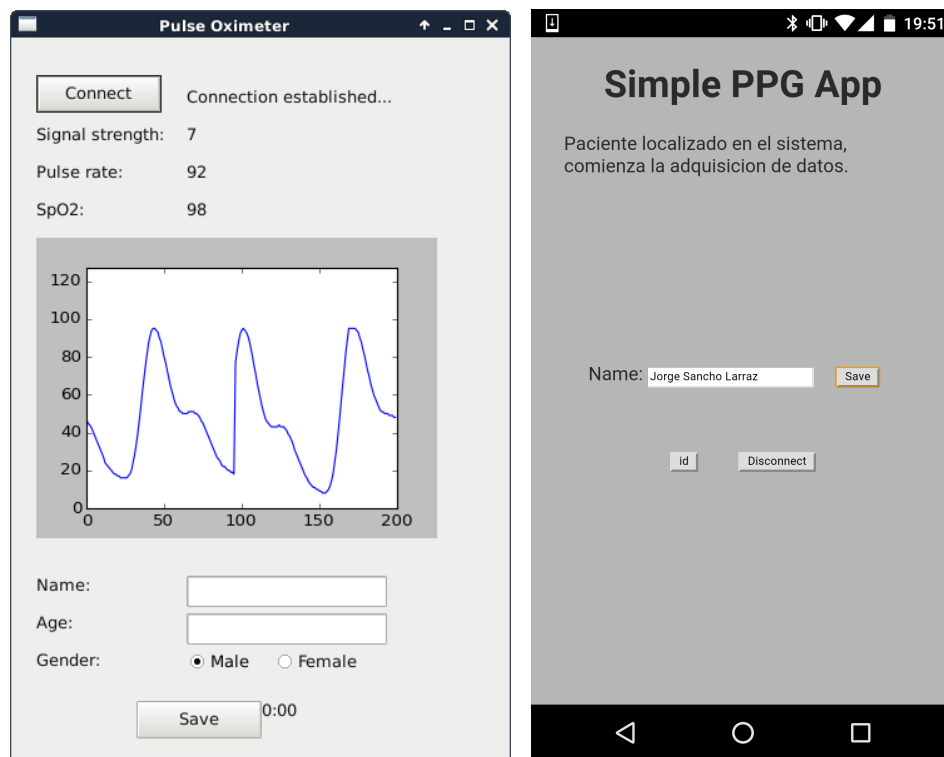 Pulse Oximeter
Connect
Connection established...
Signal strength: 7
Pulse rate: 92
SpO2: 98
120
100
80
60
40
20
0
0 50 100 150 200
Name:
Age:
Gender: Male Female
Save 0:00
19:51
Simple PPG App
Paciente localizado en el sistema,
comienza la adquisicion de datos.
Name: Jorge Sancho Larraz Save
id Disconnect